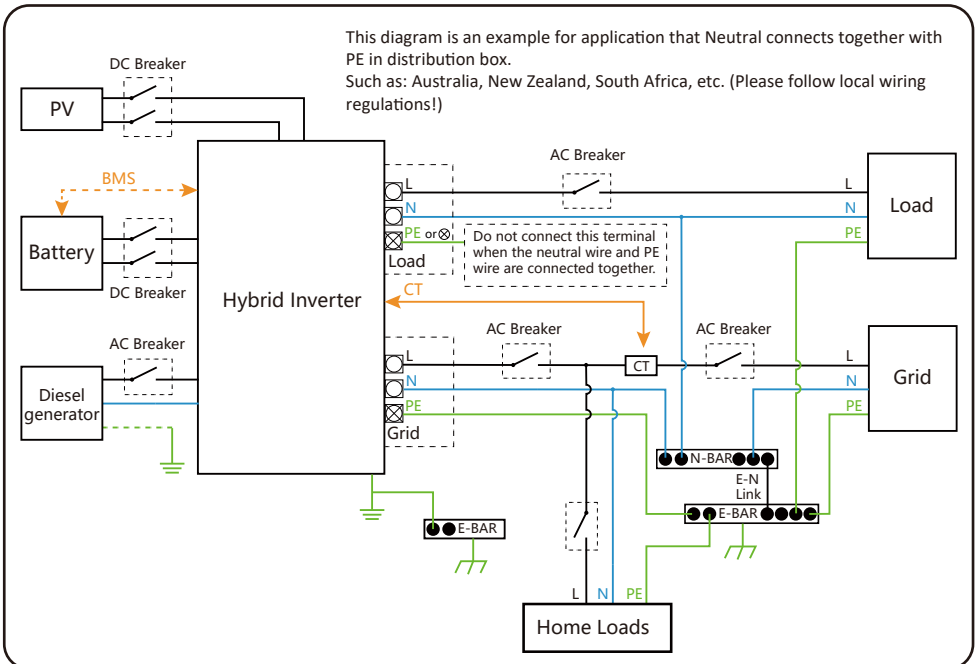 This diagram is an example for application that Neutral connects together with
PE in distribution box.
Such as: Australia, New Zealand, South Africa, etc. (Please follow local wiring
regulations!)
DC Breaker
PV
BMS
Battery
DC Breaker
AC Breaker
Diesel
generator
Hybrid Inverter
L
N
PE or⊗
Load
Do not connect this terminal
when the neutral wire and PE
wire are connected together.
AC Breaker
L
N
PE
Load
CT
AC Breaker
CT
AC Breaker
L
N
PE
Grid
L
N
PE
Grid
N-BAR
E-N
Link
E-BAR
E-BAR
L
N
PE
Home Loads